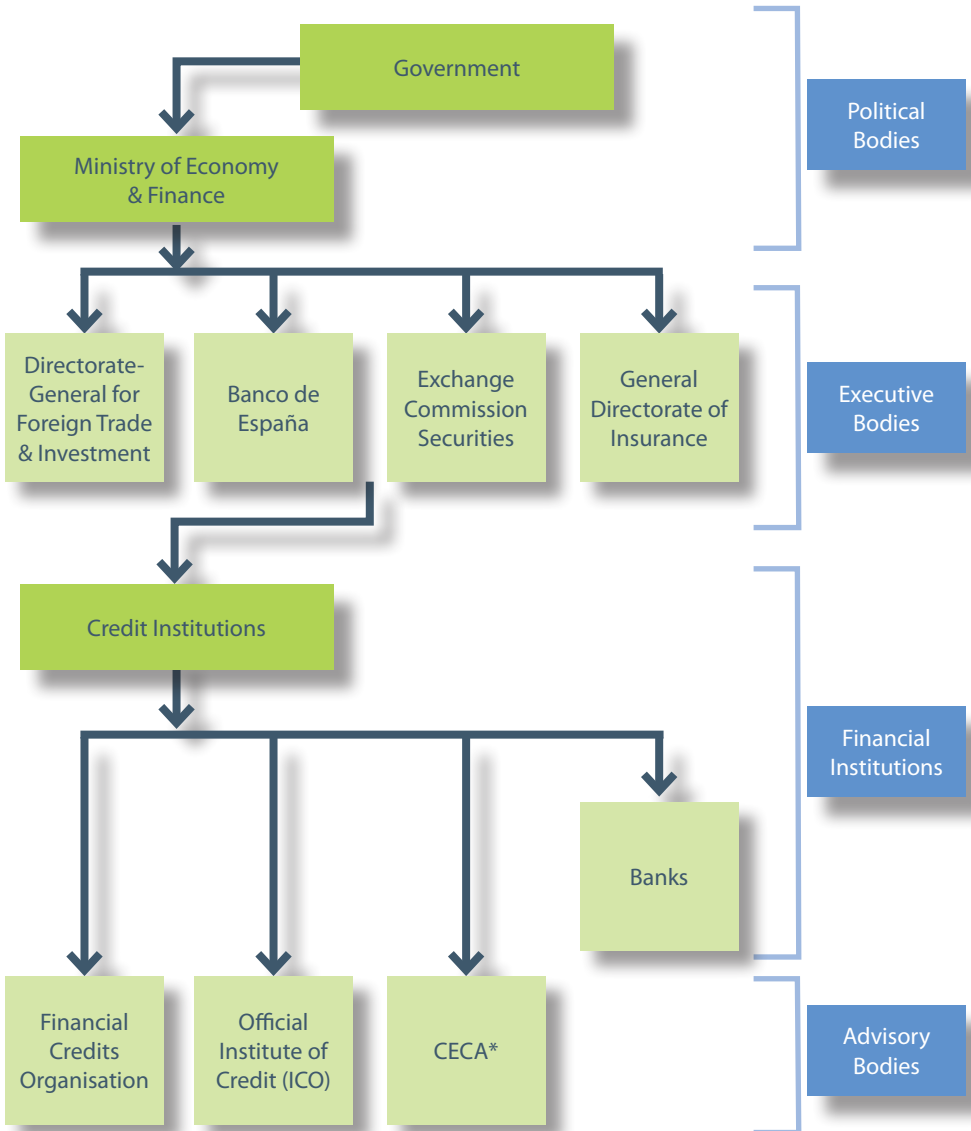 Government
Political
Bodies
Ministry of Economy
& Finance
Directorate-
General for
Foreign Trade
& Investment
Banco de
España
Exchange
Commission
Securities
General
Directorate of
Insurance
Executive
Bodies
Credit Institutions
Financial
Institutions
Banks
Financial
Credits
Organisation
Official
Institute of
Credit (ICO)
CECA*
Advisory
Bodies